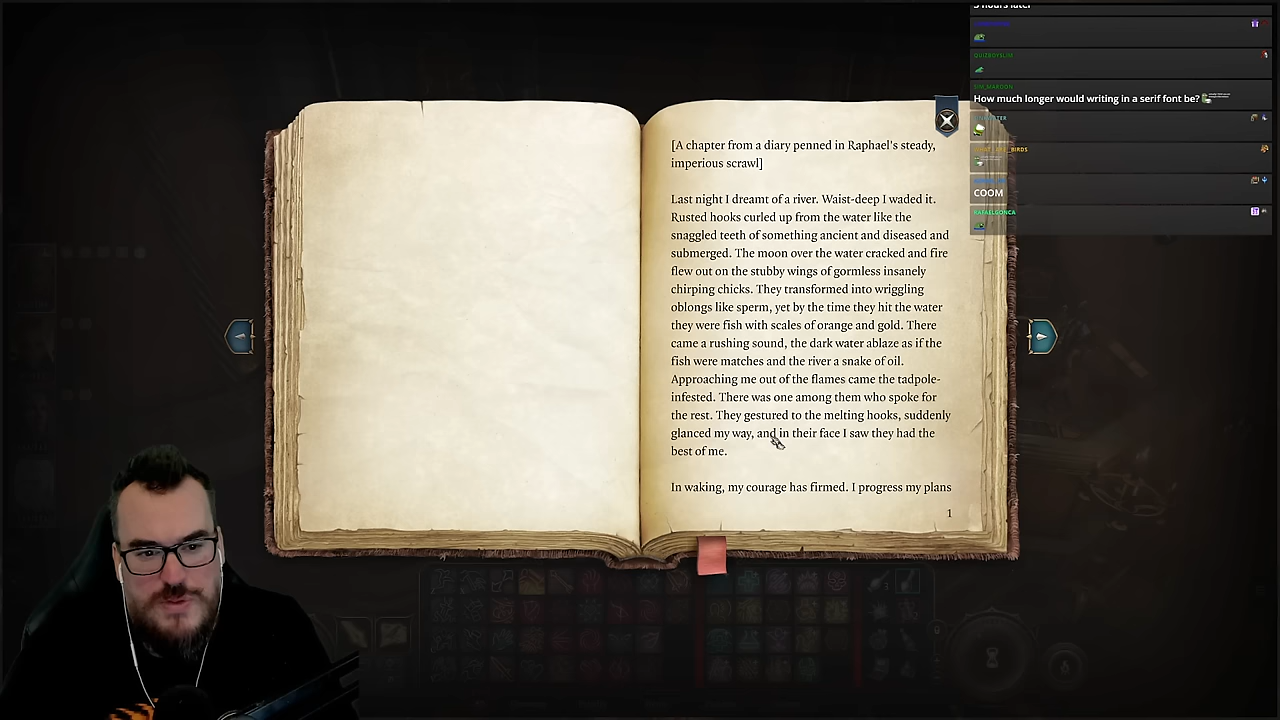 [A chapter from a diary penned in Raphael's steady,
imperious scrawl]
Last night I dreamt of a river. Waist-deep I waded it.
Rusted hooks curled up from the water like the
snaggled teeth of something ancient and diseased and
submerged. The moon over the water cracked and fire
flew out on the stubby wings of gormless insanely
chirping chicks. They transformed into wriggling
oblongs like sperm, yet by the time they hit the water
they were fish with scales of orange and gold. There
came a rushing sound, the dark water ablaze as if the
fish were matches and the river a snake of oil.
Approaching me out of the flames came the tadpole-
infested. There was one among them who spoke for
the rest. They gestured to the melting hooks, suddenly
glanced my way, and in their face I saw they had the
best of me.
In waking, my courage has firmed. I progress my plans
1
hours later
How much longer would writing in a serif font be?
COOM